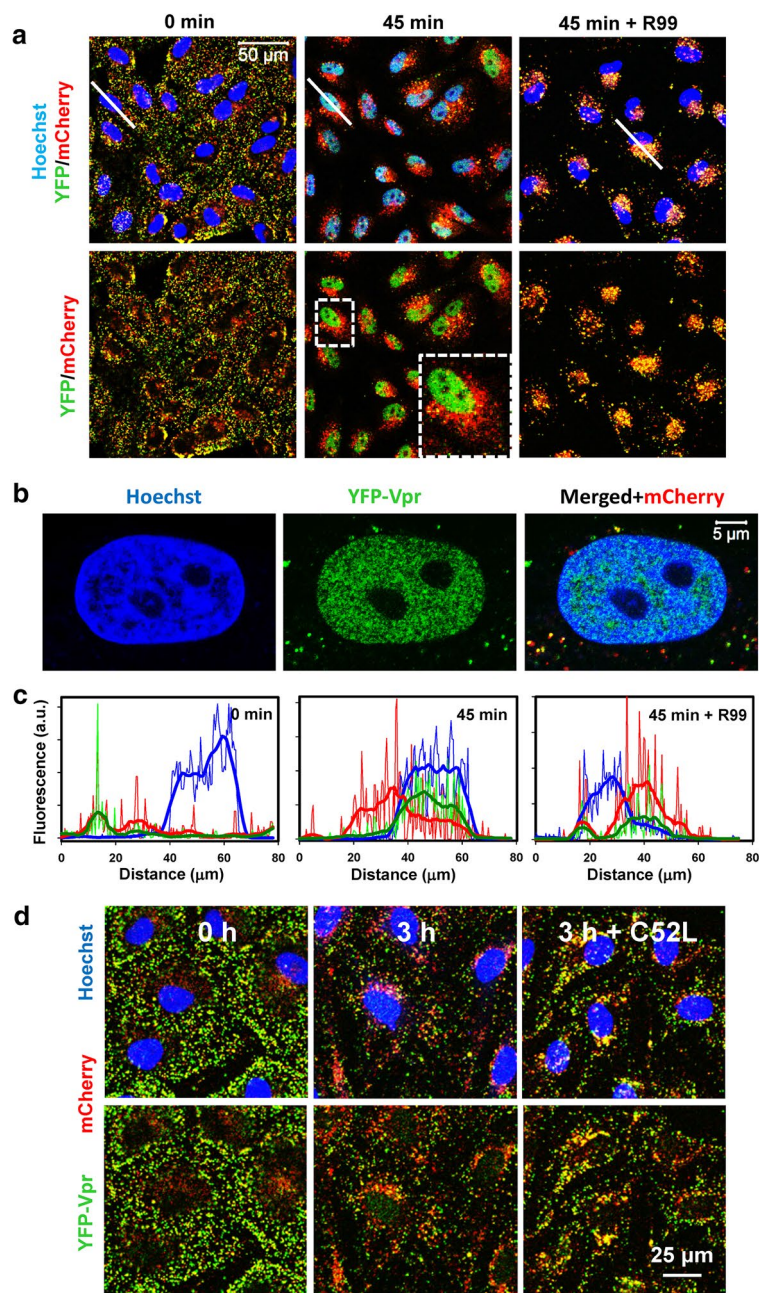 a
0 min
45 min
45 min + R99
50 µm
Hoechst
YFP/mCherry
YFP/mCherry
b
Hoechst
YFP-Vpr
Merged+mCherry
5 µm
c
Fluorescence (a.u.)
0 min
45 min
45 min + R99
0 20 40 60 80
0 20 40 60 80
0 20 40 60 80
Distance (µm)
Distance (µm)
Distance (µm)
d
0 h
3 h
3 h + C52L
Hoechst
mCherry
YFP-Vpr
25 µm